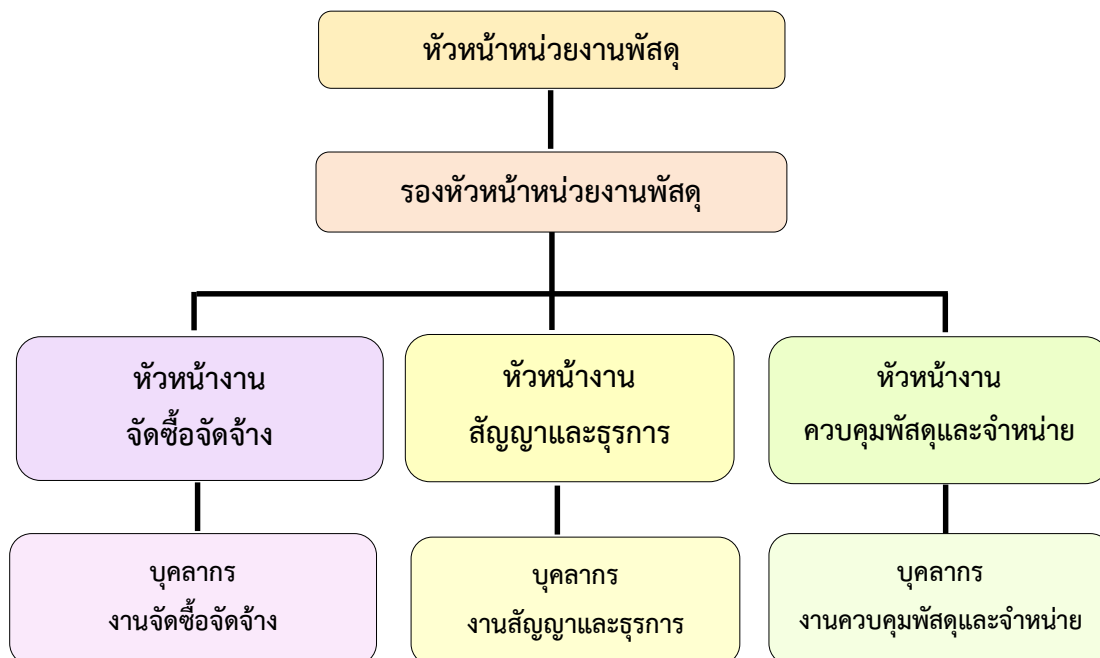 หัวหน้าหน่วยงานพัสดุ
รองหัวหน้าหน่วยงานพัสดุ
หัวหน้างาน
จัดซื้อจัดจ้าง
หัวหน้างาน
สัญญาและธุรการ
หัวหน้างาน
ควบคุมพัสดุและจำหน่าย
บุคลากร
งานจัดซื้อจัดจ้าง
บุคลากร
งานสัญญาและธุรการ
บุคลากร
งานควบคุมพัสดุและจำหน่าย